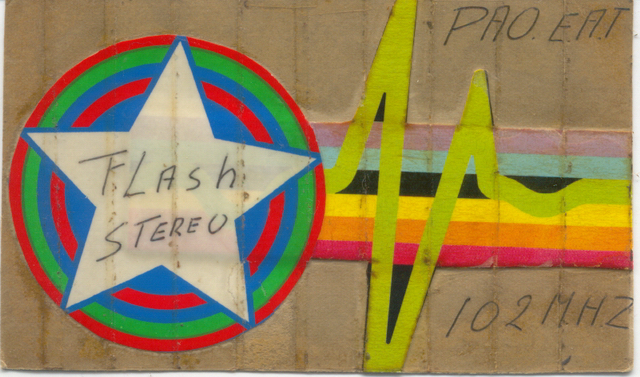 PAO. EAT
FLash
STEREO
102 MHZ